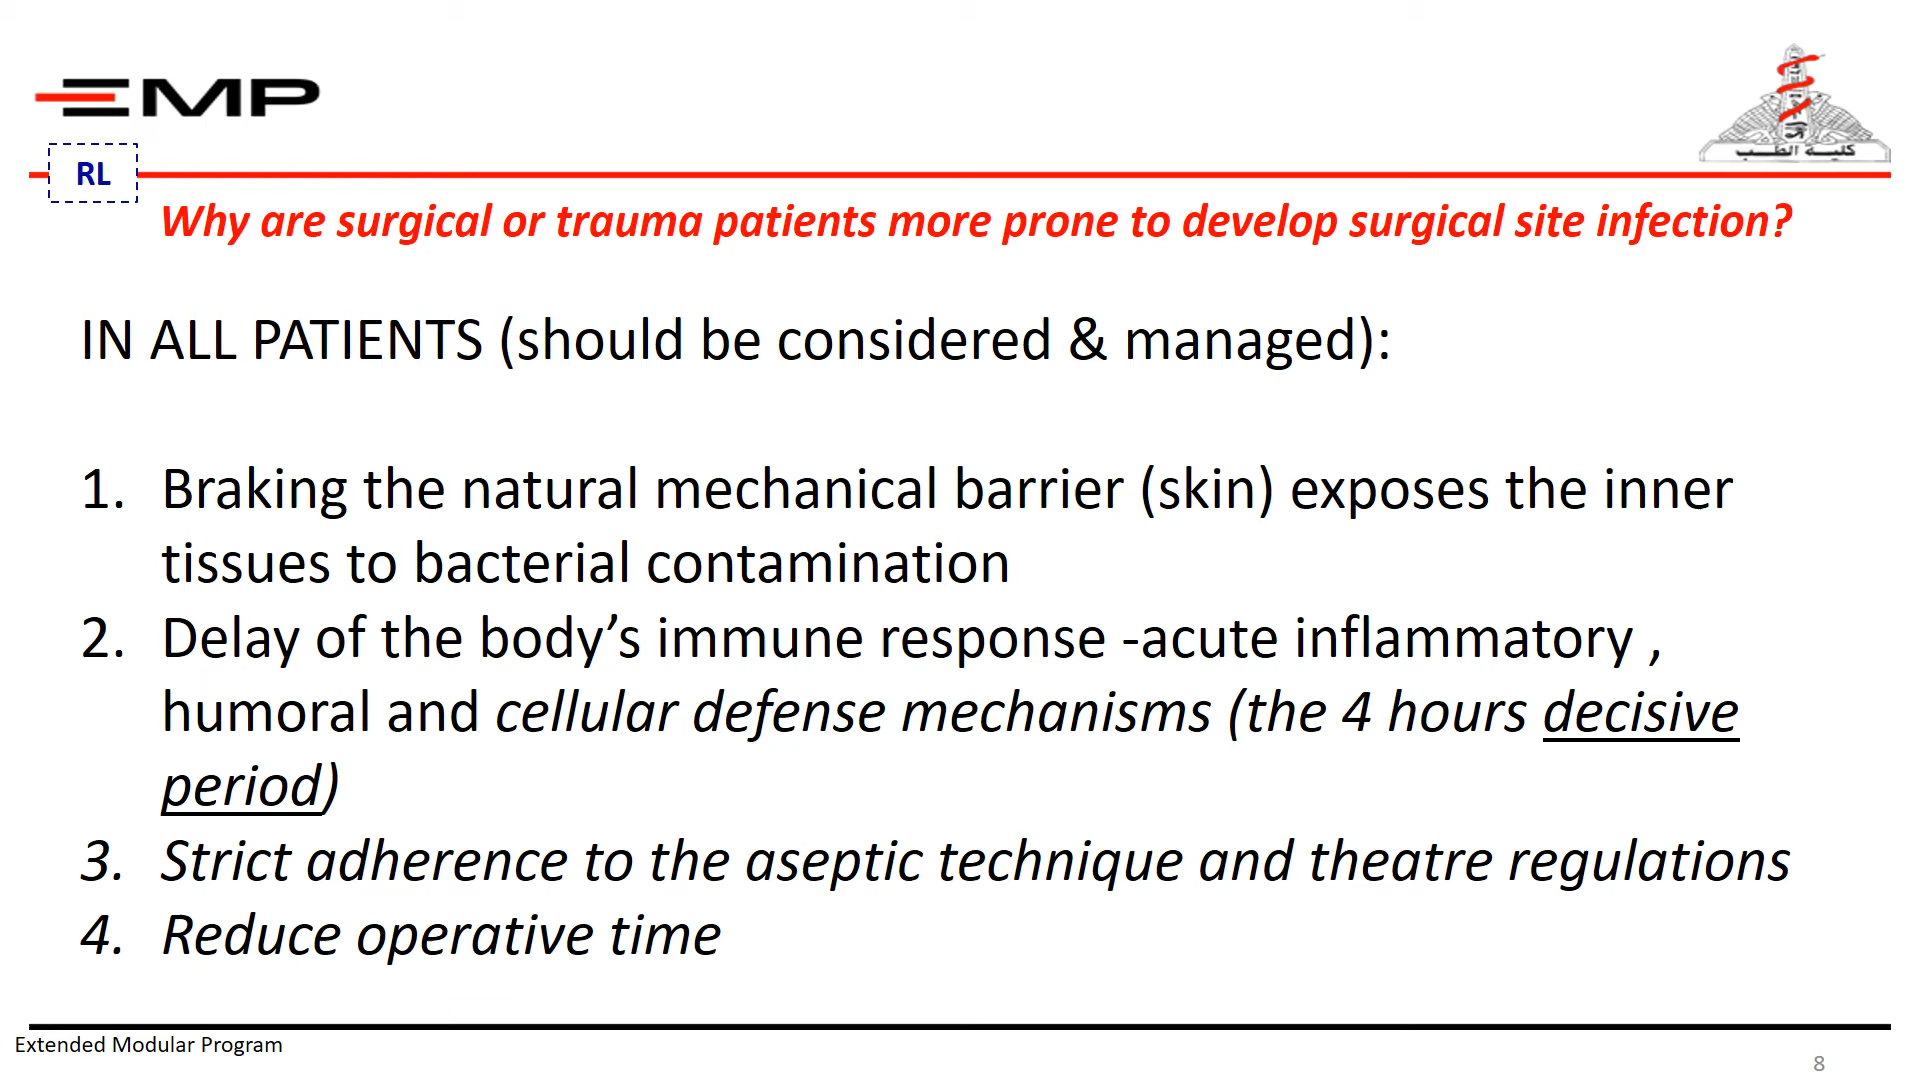 EMP
كلية الطب
RL
Why are surgical or trauma patients more prone to develop surgical site infection?
IN ALL PATIENTS (should be considered & managed):
1. Braking the natural mechanical barrier (skin) exposes the inner
tissues to bacterial contamination
2. Delay of the body’s immune response -acute inflammatory ,
humoral and cellular defense mechanisms (the 4 hours decisive
period)
3. Strict adherence to the aseptic technique and theatre regulations
4. Reduce operative time
Extended Modular Program
8